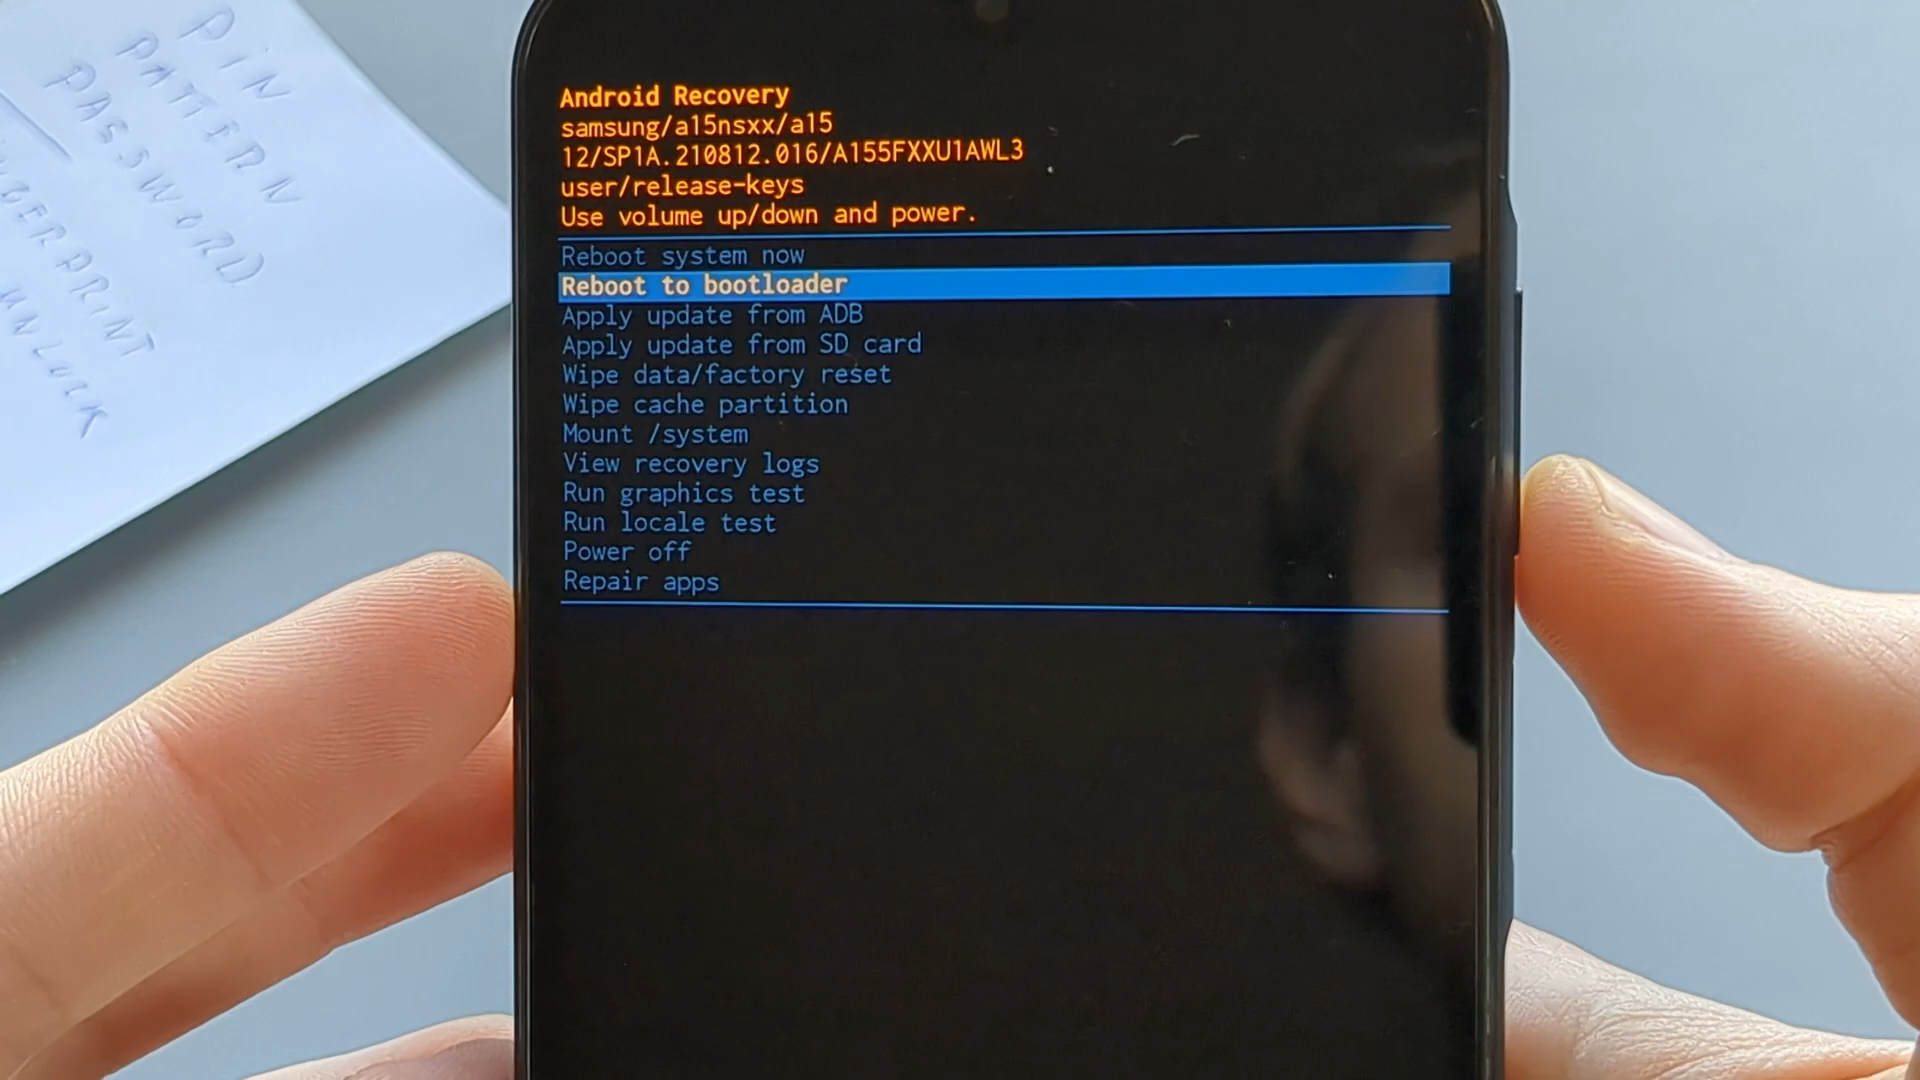 PIN
PATTERN
PASSWORD
UNLOCK
Android Recovery
samsung/a15nsxx/a15
12/SP1A.210812.016/A155FXXU1AWL3
user/release-keys
Use volume up/down and power.
Reboot system now
Reboot to bootloader
Apply update from ADB
Apply update from SD card
Wipe data/factory reset
Wipe cache partition
Mount /system
View recovery logs
Run graphics test
Run locale test
Power off
Repair apps